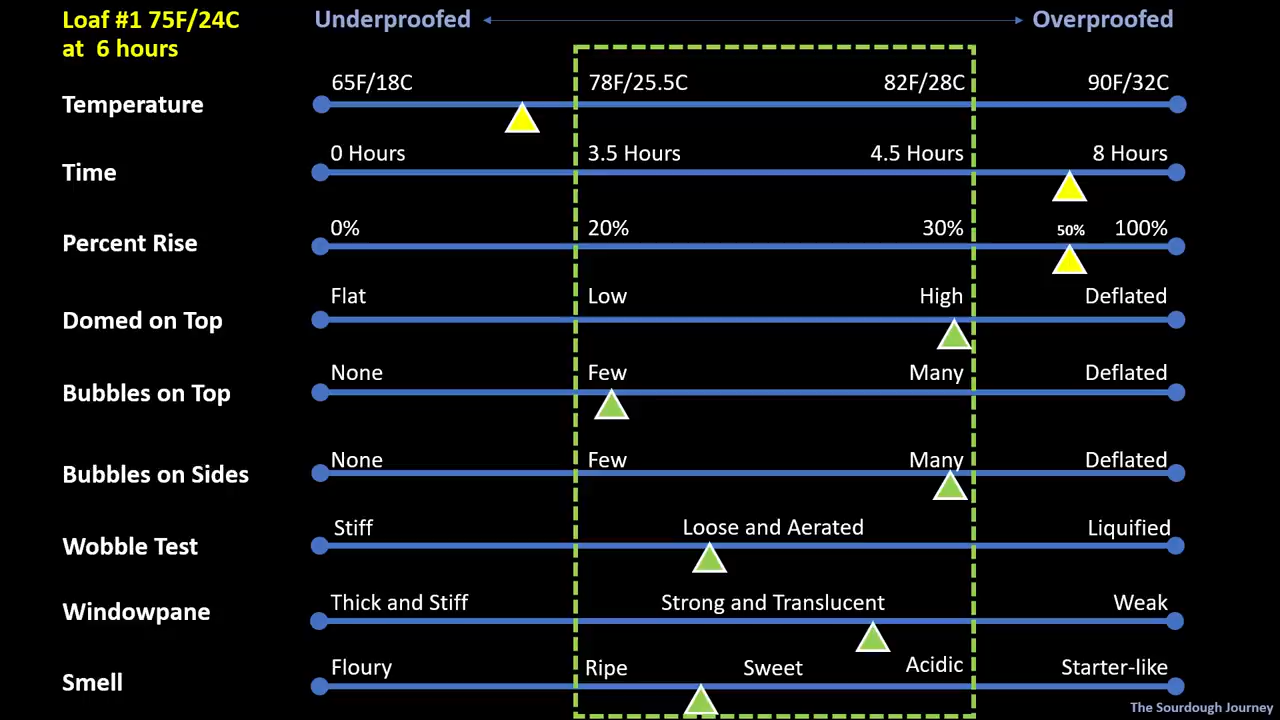 Loaf #1 75F/24C
at 6 hours
Underproofed
Overproofed
65F/18C
78F/25.5C
82F/28C
90F/32C
Temperature
0 Hours
3.5 Hours
4.5 Hours
8 Hours
Time
0%
20%
30%
50%
100%
Percent Rise
Flat
Low
High
Deflated
Domed on Top
None
Few
Many
Deflated
Bubbles on Top
None
Few
Many
Deflated
Bubbles on Sides
Stiff
Loose and Aerated
Liquified
Wobble Test
Thick and Stiff
Strong and Translucent
Weak
Windowpane
Floury
Ripe
Sweet
Acidic
Starter-like
Smell
The Sourdough Journey